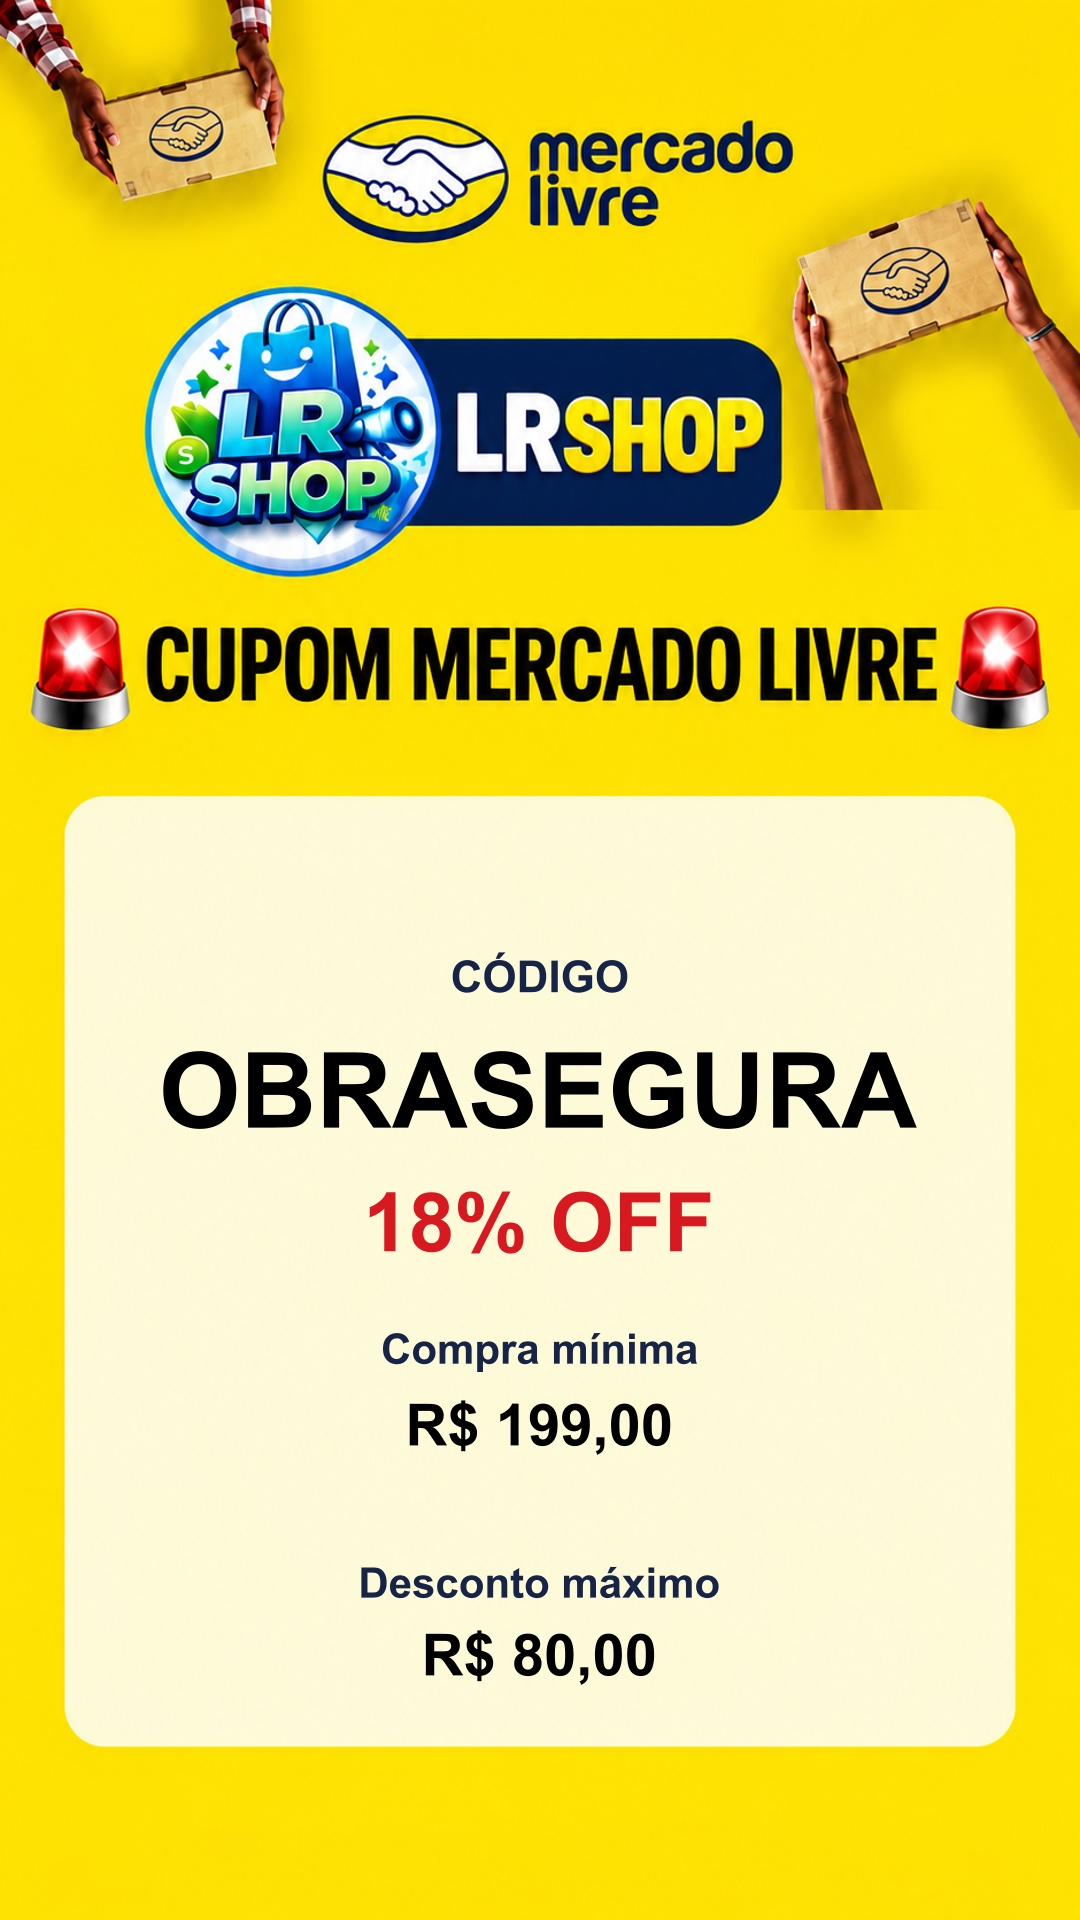 mercado
livre
LR
SHOP
S
LRSHOP
CUPOM MERCADO LIVRE
CÓDIGO
OBRASEGURA
18% OFF
Compra mínima
R$ 199,00
Desconto máximo
R$ 80,00